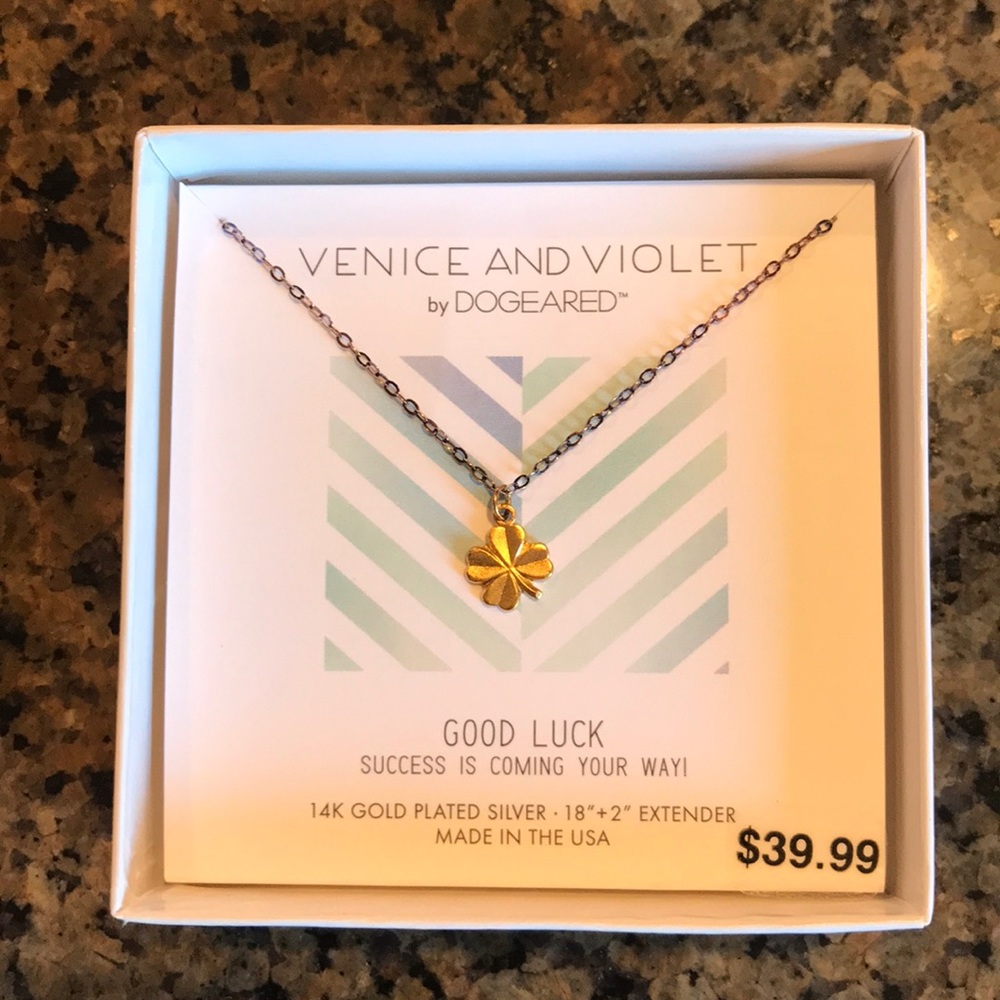 VENICE AND VIOLET
by DOGEARED™
GOOD LUCK
SUCCESS IS COMING YOUR WAY!
14K GOLD PLATED SILVER · 18"+2" EXTENDER
MADE IN THE USA
$39.99